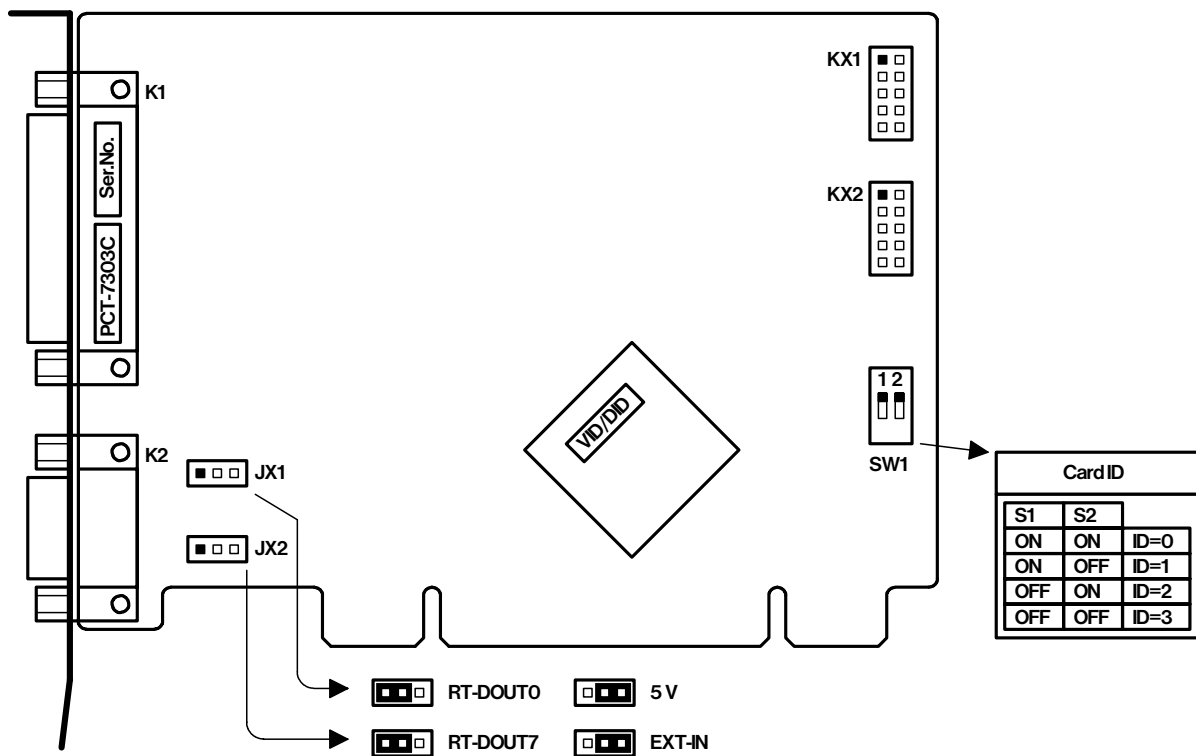 K1
Ser.No.
PCT-7303C
KX1
KX2
VID/DID
1 2
SW1
K2
JX1
JX2
Card ID
S1 S2
ON ON ID=0
ON OFF ID=1
OFF ON ID=2
OFF OFF ID=3
RT-DOUT0 5 V
RT-DOUT7 EXT-IN